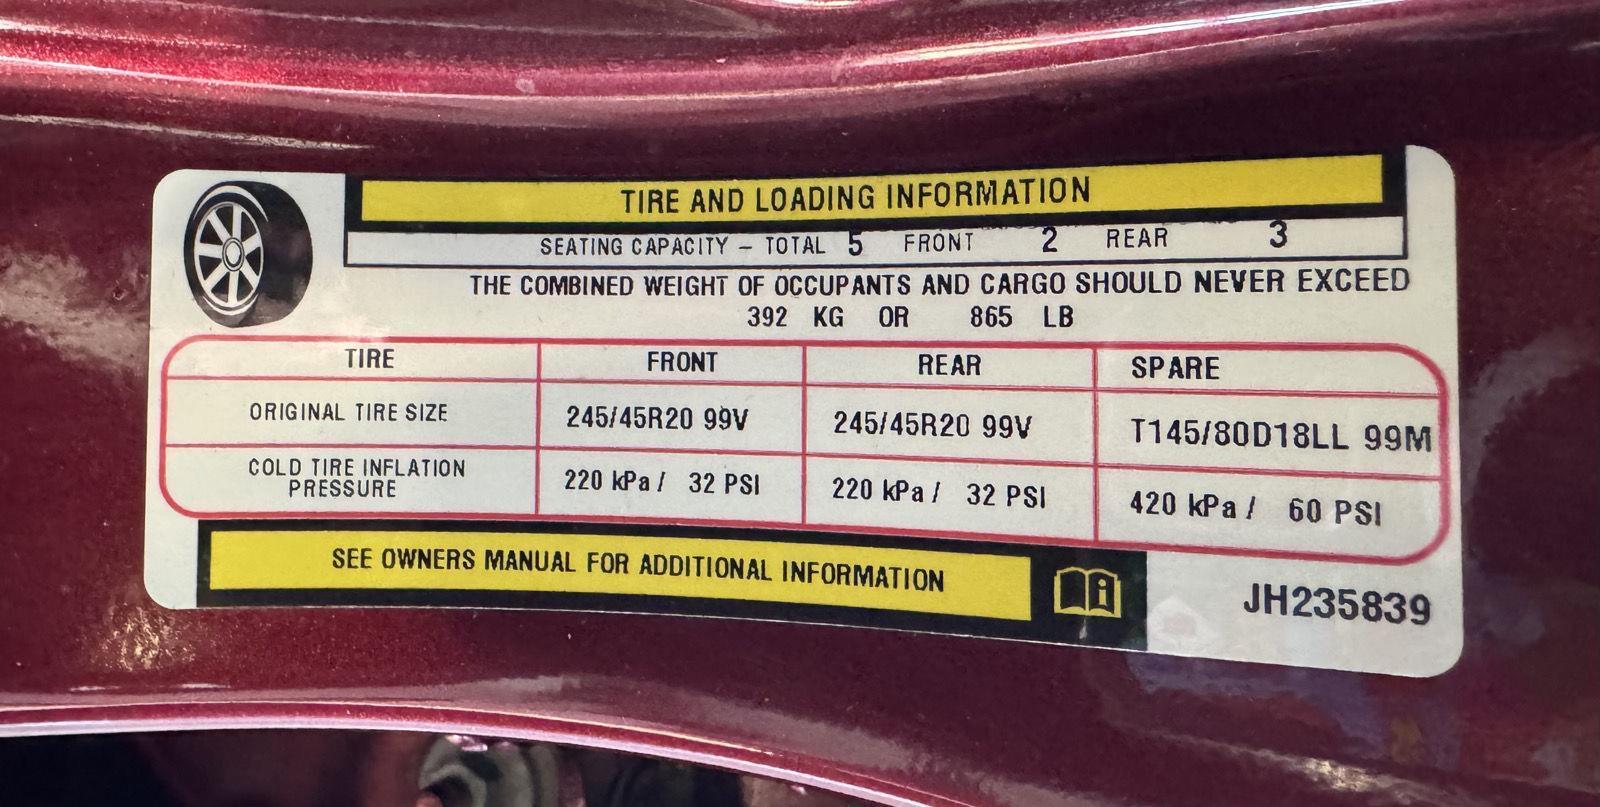 TIRE AND LOADING INFORMATION
SEATING CAPACITY – TOTAL 5 FRONT 2 REAR 3
THE COMBINED WEIGHT OF OCCUPANTS AND CARGO SHOULD NEVER EXCEED
392 KG OR 865 LB
TIRE FRONT REAR SPARE
ORIGINAL TIRE SIZE 245/45R20 99V 245/45R20 99V T145/80D18LL 99M
COLD TIRE INFLATION
PRESSURE 220 kPa / 32 PSI 220 kPa / 32 PSI 420 kPa / 60 PSI
SEE OWNERS MANUAL FOR ADDITIONAL INFORMATION
JH235839